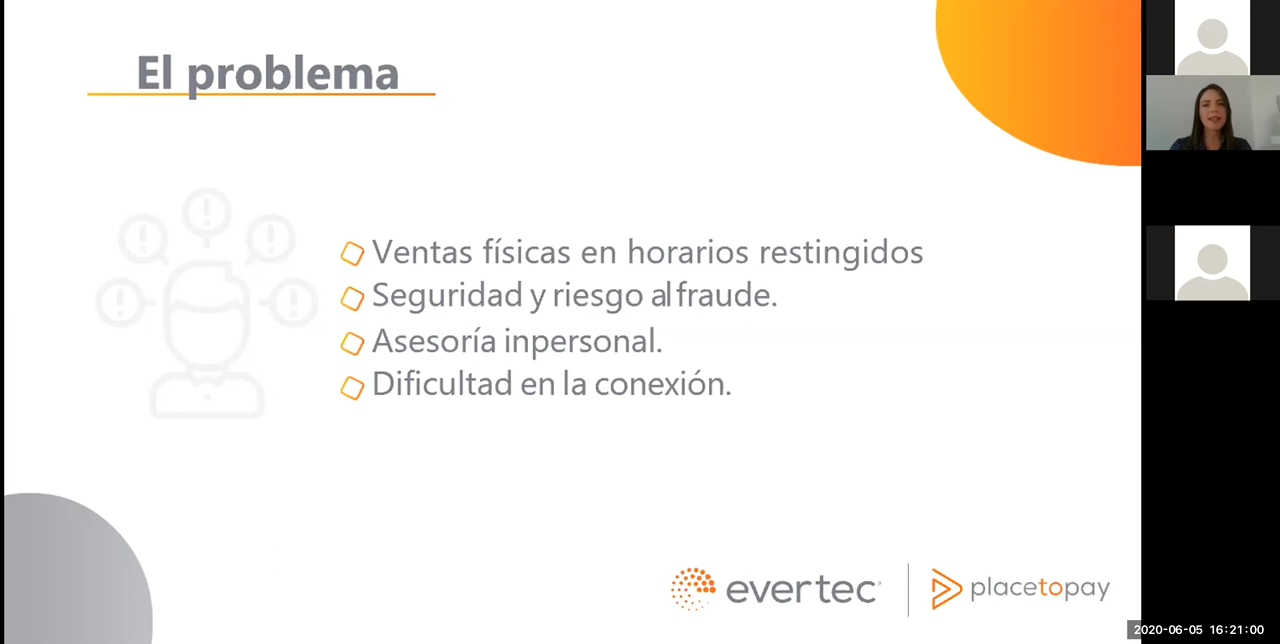 El problema
Ventas físicas en horarios restingidos
Seguridad y riesgo al fraude.
Asesoría inpersonal.
Dificultad en la conexión.
evertec
placetopay
2020-06-05 16:21:00